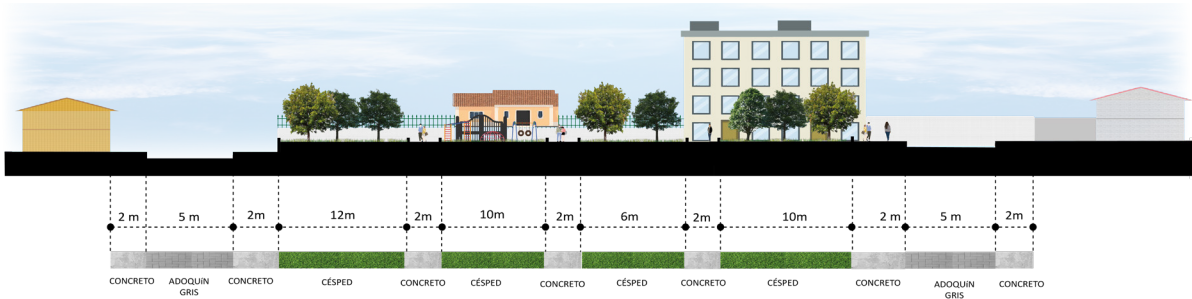 2 m 5 m 2m 12m 2m 10m 2m 6m 2m 10m 2 m 5 m 2m
CONCRETO ADOQUíN CONCRETO CÉSPED CONCRETO CÉSPED CONCRETO CÉSPED CONCRETO CÉSPED CONCRETO ADOQUíN CONCRETO
GRIS GRIS